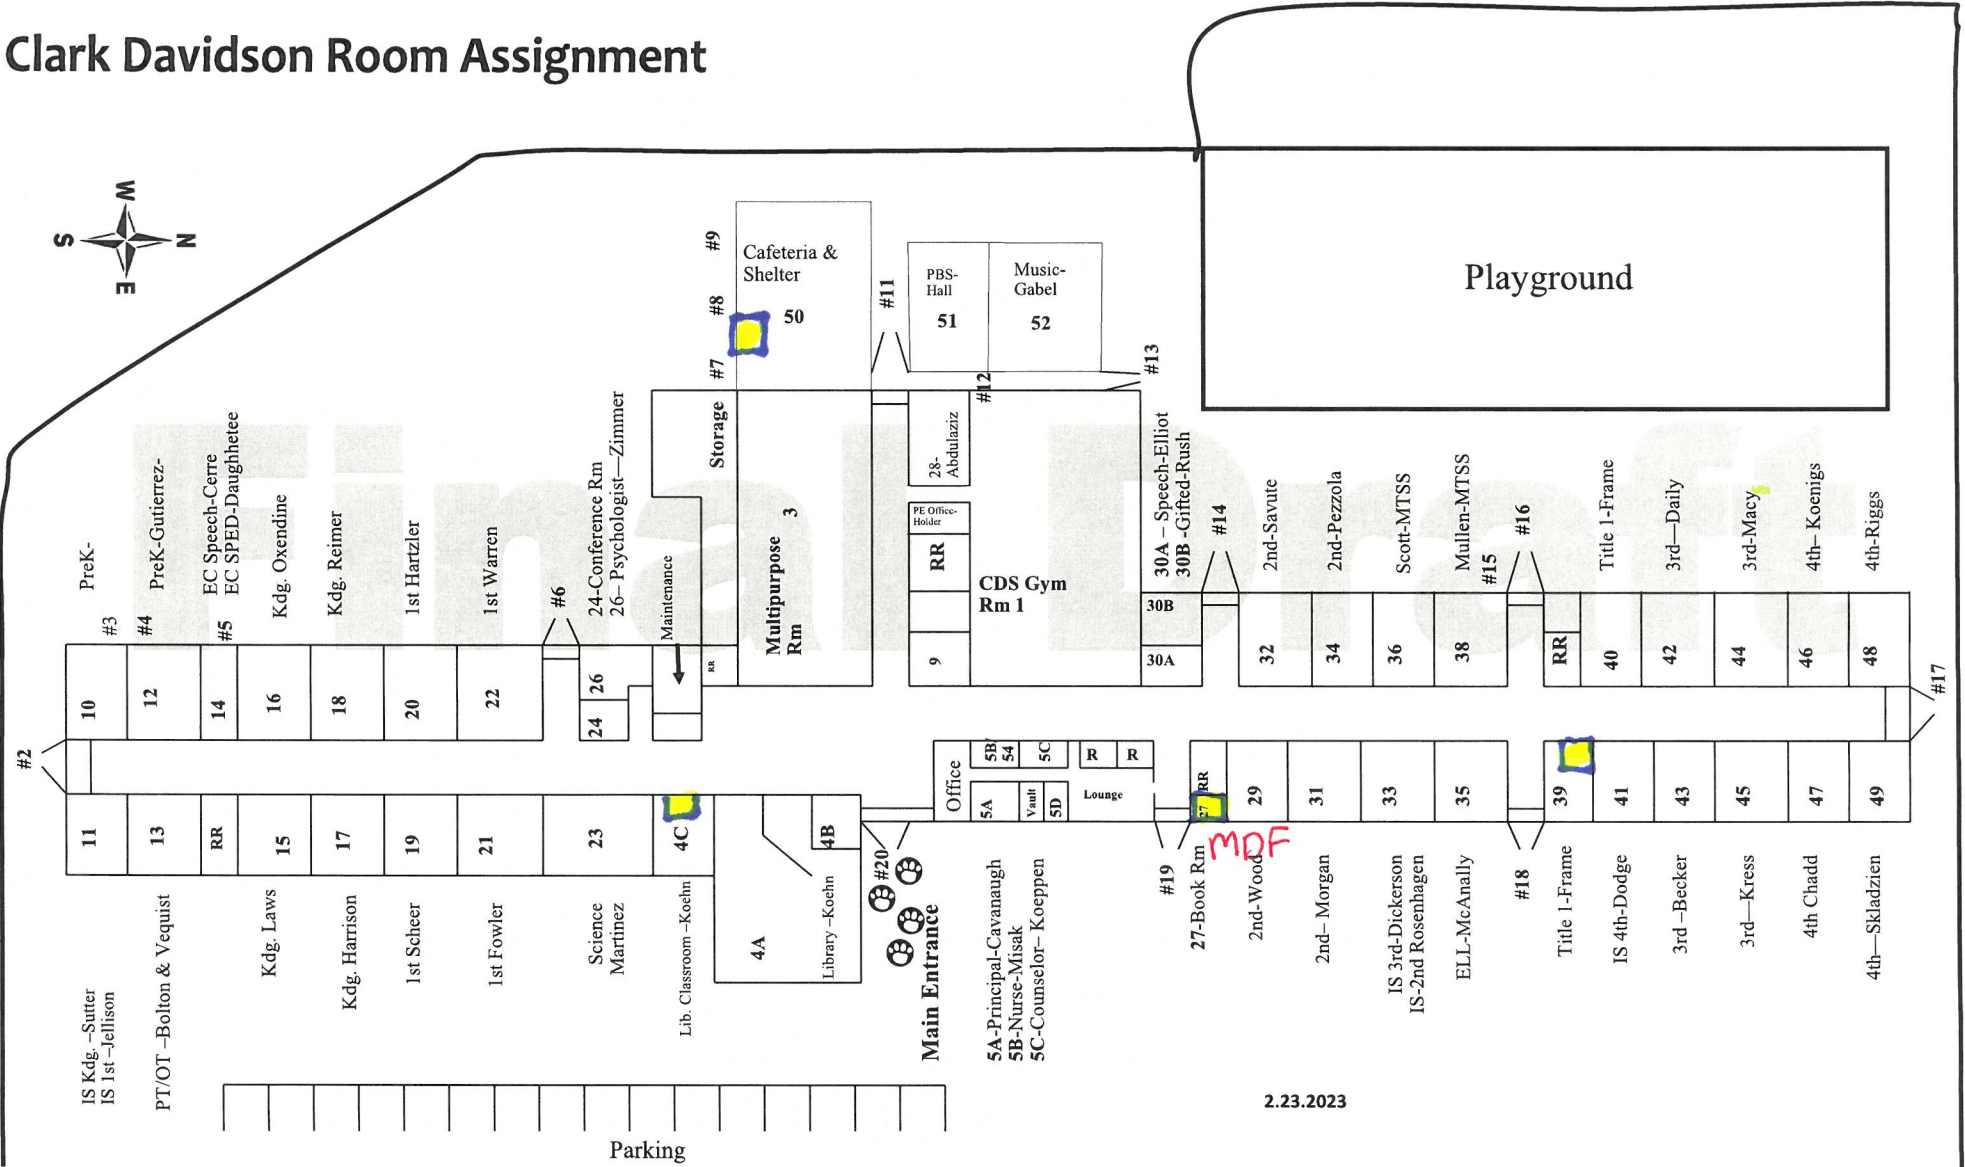 Clark Davidson Room Assignment
W
S N
E
Final Draft
Playground
#9
#8
#7
Cafeteria &
Shelter
50
#11
PBS-
Hall
51
Music-
Gabel
52
#12
#13
PreK-
#3
PreK-Gutierrez-
#4
EC Speech-Cerre
EC SPED-Daughhetee
#5
Kdg. Oxendine
Kdg. Reimer
1st Hartzler
1st Warren
#6
24-Conference Rm
26– Psychologist—Zimmer
Maintenance
Storage
Multipurpose
Rm
3
28-
Abdulaziz
PE Office-
Holder
RR
9
CDS Gym
Rm 1
30A – Speech-Elliot
30B -Gifted-Rush
#14
2nd-Savute
2nd-Pezzola
Scott-MTSS
Mullen-MTSS
#15
#16
Title 1-Frame
3rd—Daily
3rd-Macy
4th– Koenigs
4th-Riggs
10
12
14
16
18
20
22
26
24
RR
30B
30A
32
34
36
38
RR
40
42
44
46
48
#17
#2
Office
5B/
54
5C
R
R
5A
Vault
5D
Lounge
RR
27
29
31
33
35
39
41
43
45
47
49
11
13
RR
15
17
19
21
23
4C
4A
4B
Library –Koehn
#20
#19
#18
MDF
IS Kdg. –Sutter
IS 1st –Jellison
PT/OT –Bolton & Vequist
Kdg. Laws
Kdg. Harrison
1st Scheer
1st Fowler
Science
Martinez
Lib. Classroom –Koehn
Main Entrance
5A-Principal-Cavanaugh
5B-Nurse-Misak
5C-Counselor– Koeppen
27-Book Rm
2nd-Wood
2nd– Morgan
IS 3rd-Dickerson
IS-2nd Rosenhagen
ELL-McAnally
Title 1-Frame
IS 4th-Dodge
3rd –Becker
3rd—Kress
4th Chadd
4th—Skladzien
2.23.2023
Parking